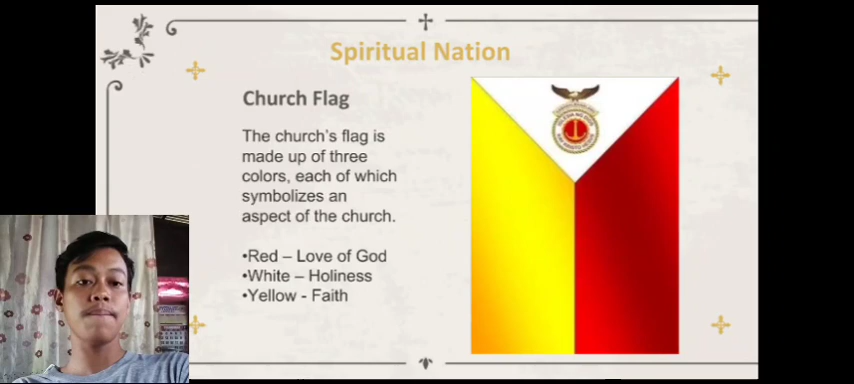 Spiritual Nation
Church Flag
The church's flag is
made up of three
colors, each of which
symbolizes an
aspect of the church.
•Red – Love of God
•White – Holiness
•Yellow - Faith